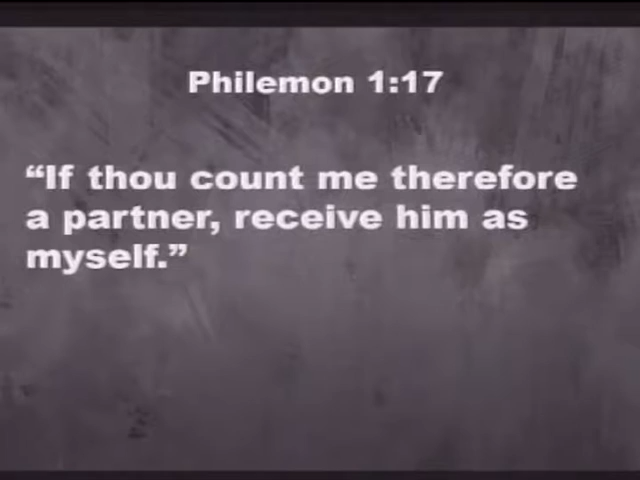 Philemon 1:17
“If thou count me therefore
a partner, receive him as
myself.”